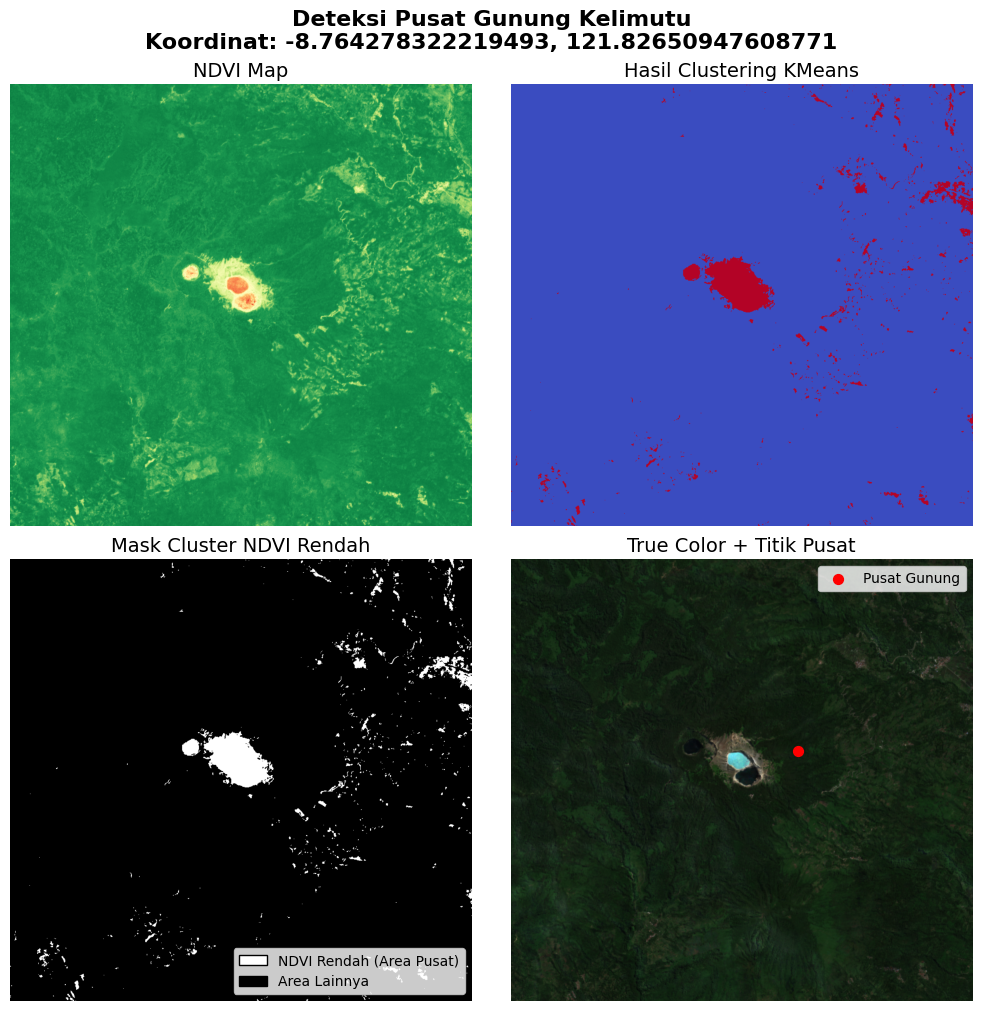 Deteksi Pusat Gunung Kelimutu
Koordinat: -8.764278322219493, 121.82650947608771
NDVI Map
Hasil Clustering KMeans
Mask Cluster NDVI Rendah
True Color + Titik Pusat
Pusat Gunung
NDVI Rendah (Area Pusat)
Area Lainnya